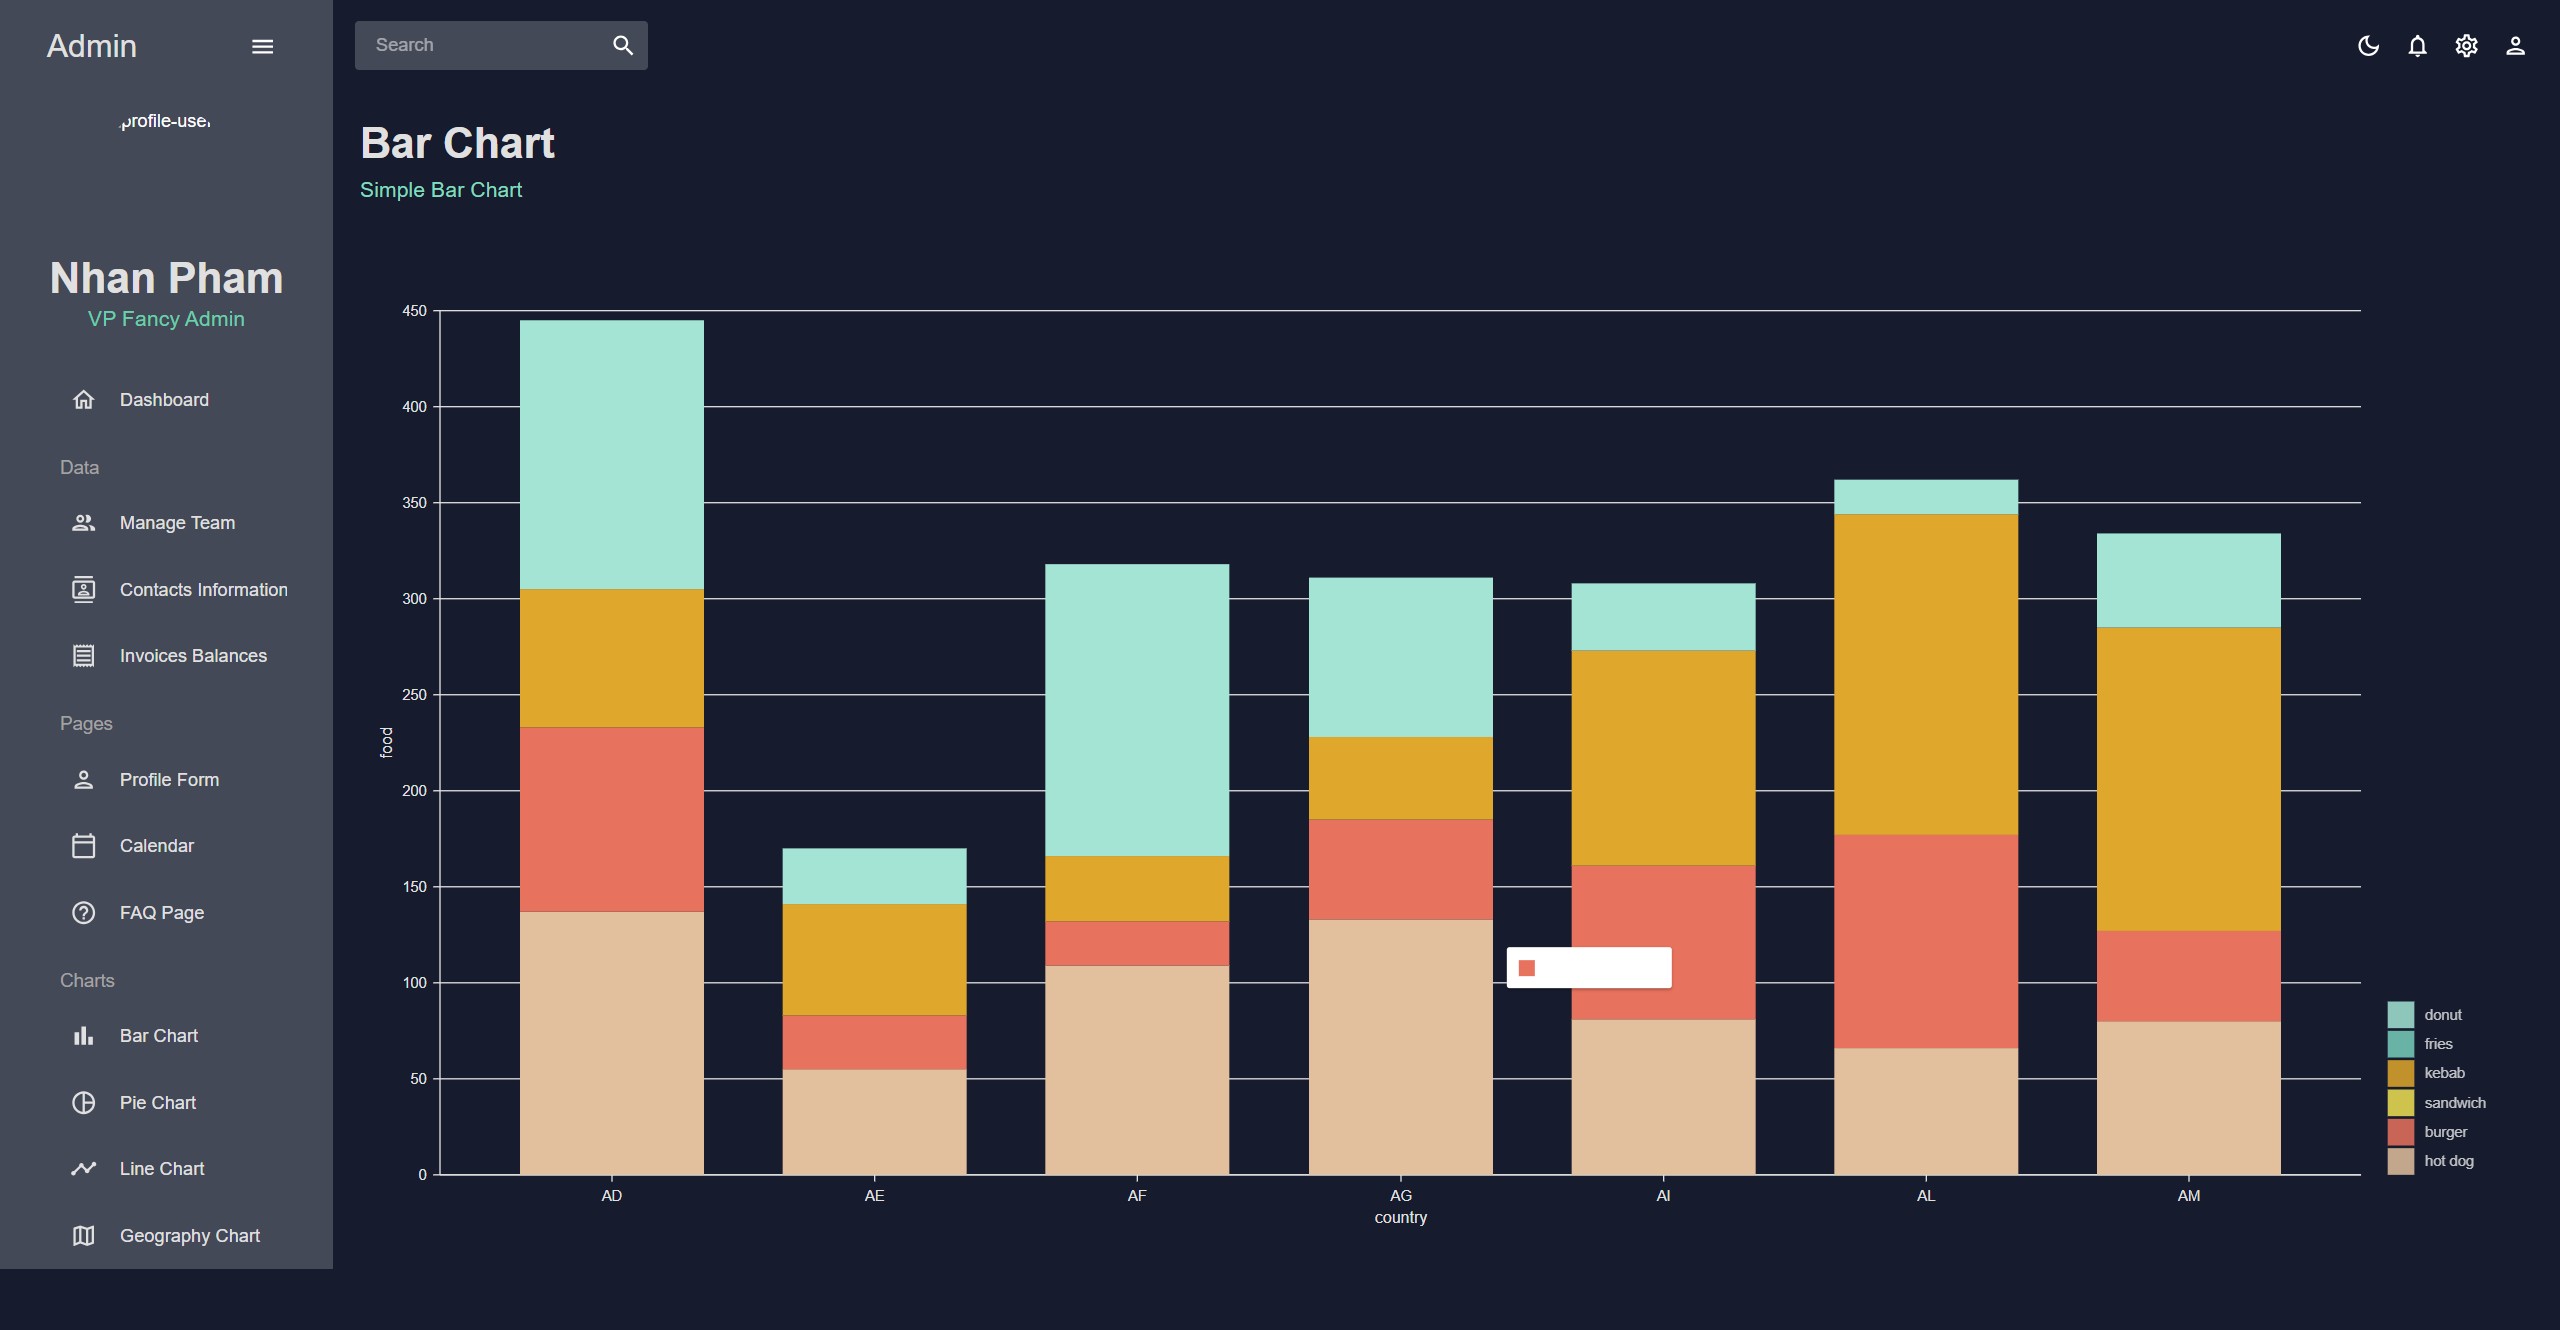 Admin
Search
profile-user
Bar Chart
Simple Bar Chart
Nhan Pham
VP Fancy Admin
Dashboard
Data
Manage Team
Contacts Information
Invoices Balances
Pages
Profile Form
Calendar
FAQ Page
Charts
Bar Chart
Pie Chart
Line Chart
Geography Chart
450
400
350
300
250
200
150
100
50
0
food
AD
AE
AF
AG
AI
AL
AM
country
donut
fries
kebab
sandwich
burger
hot dog